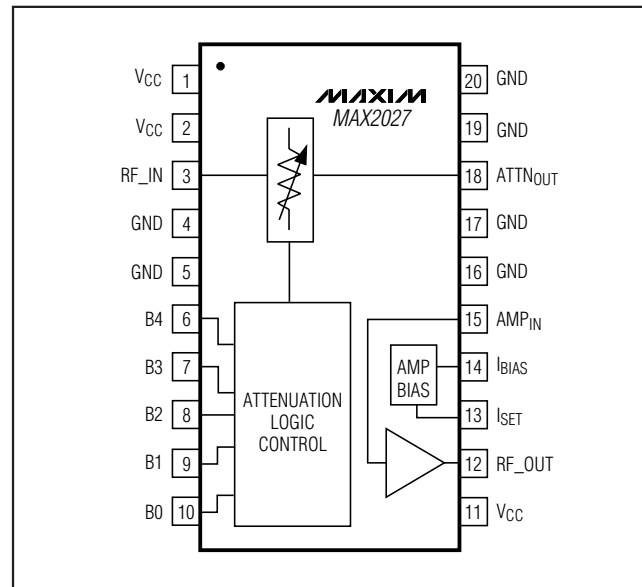 MAXIM
MAX2027
VCC 1
VCC 2
RF_IN 3
GND 4
GND 5
B4 6
B3 7
B2 8
B1 9
B0 10
20 GND
19 GND
18 ATTNOUT
17 GND
16 GND
15 AMPIN
14 IBIAS
13 ISET
12 RF_OUT
11 VCC
ATTENUATION
LOGIC
CONTROL
AMP
BIAS